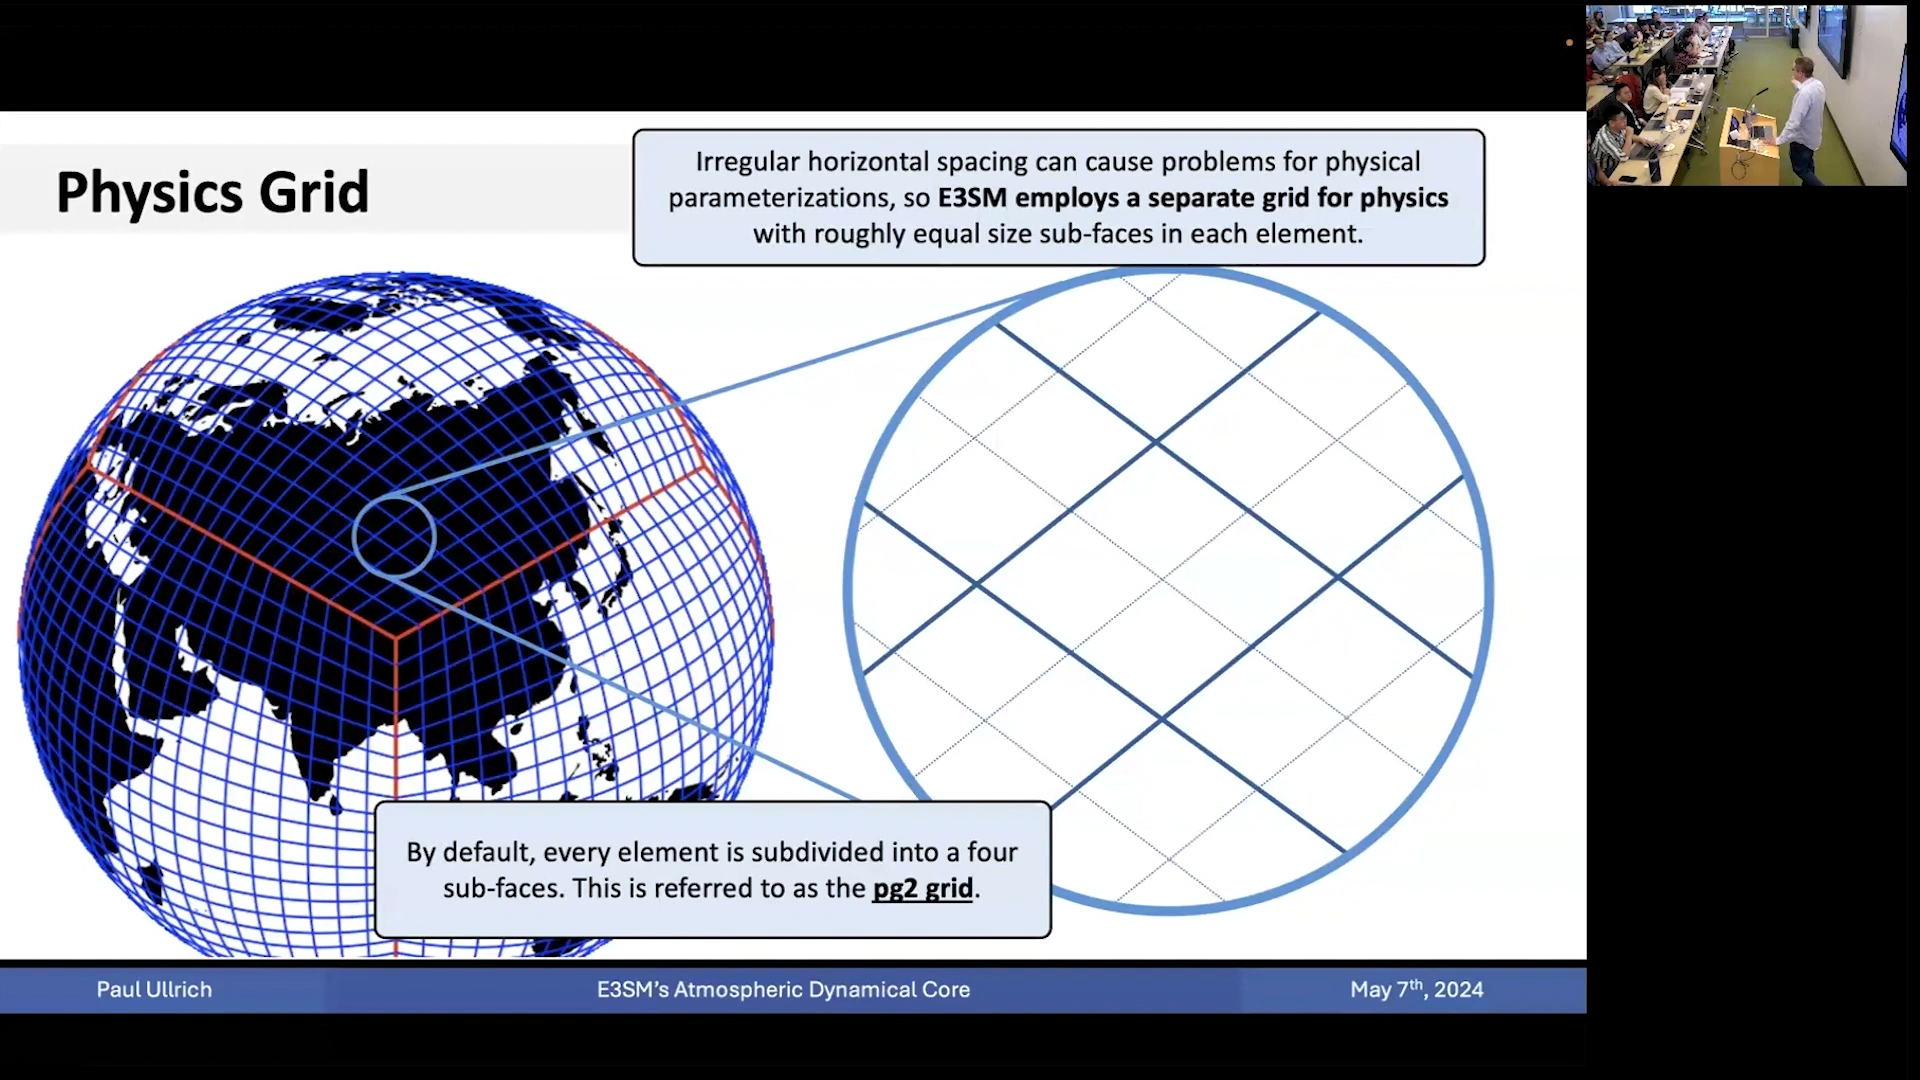 Physics Grid
Irregular horizontal spacing can cause problems for physical
parameterizations, so E3SM employs a separate grid for physics
with roughly equal size sub-faces in each element.
By default, every element is subdivided into a four
sub-faces. This is referred to as the pg2 grid.
Paul Ullrich
E3SM’s Atmospheric Dynamical Core
May 7th, 2024